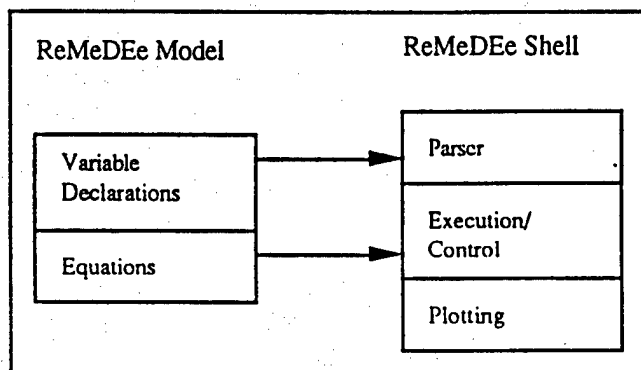 ReMeDEe Model
ReMeDEe Shell
Variable
Declarations
Equations
Parser
Execution/
Control
Plotting